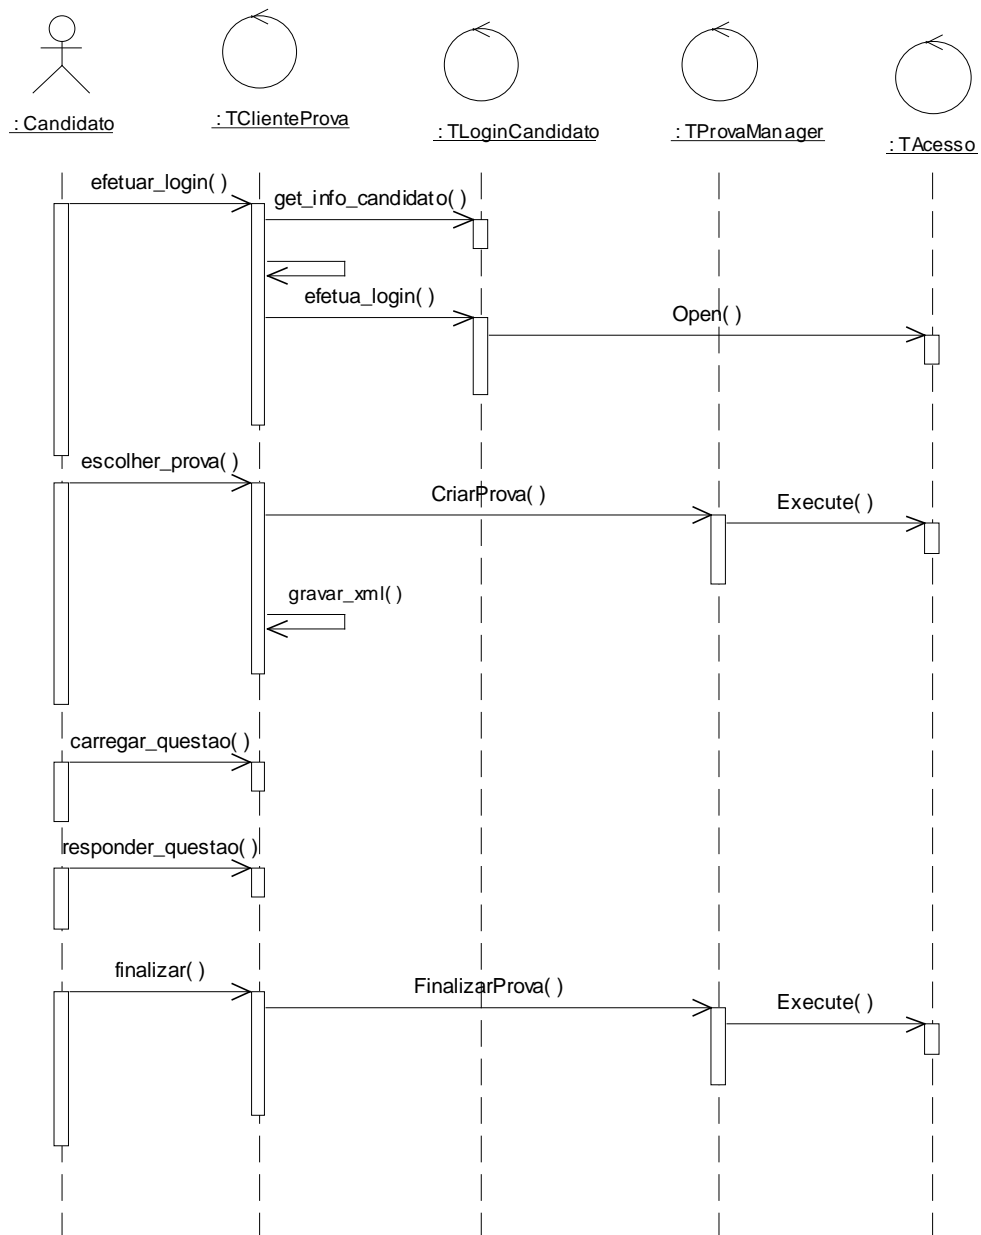 : Candidato
: TClienteProva
: TLoginCandidato
: TProvaManager
: TAcesso
efetuar_login( )
get_info_candidato( )
efetua_login( )
Open( )
escolher_prova( )
CriarProva( )
Execute( )
gravar_xml( )
carregar_questao( )
responder_questao( )
finalizar( )
FinalizarProva( )
Execute( )